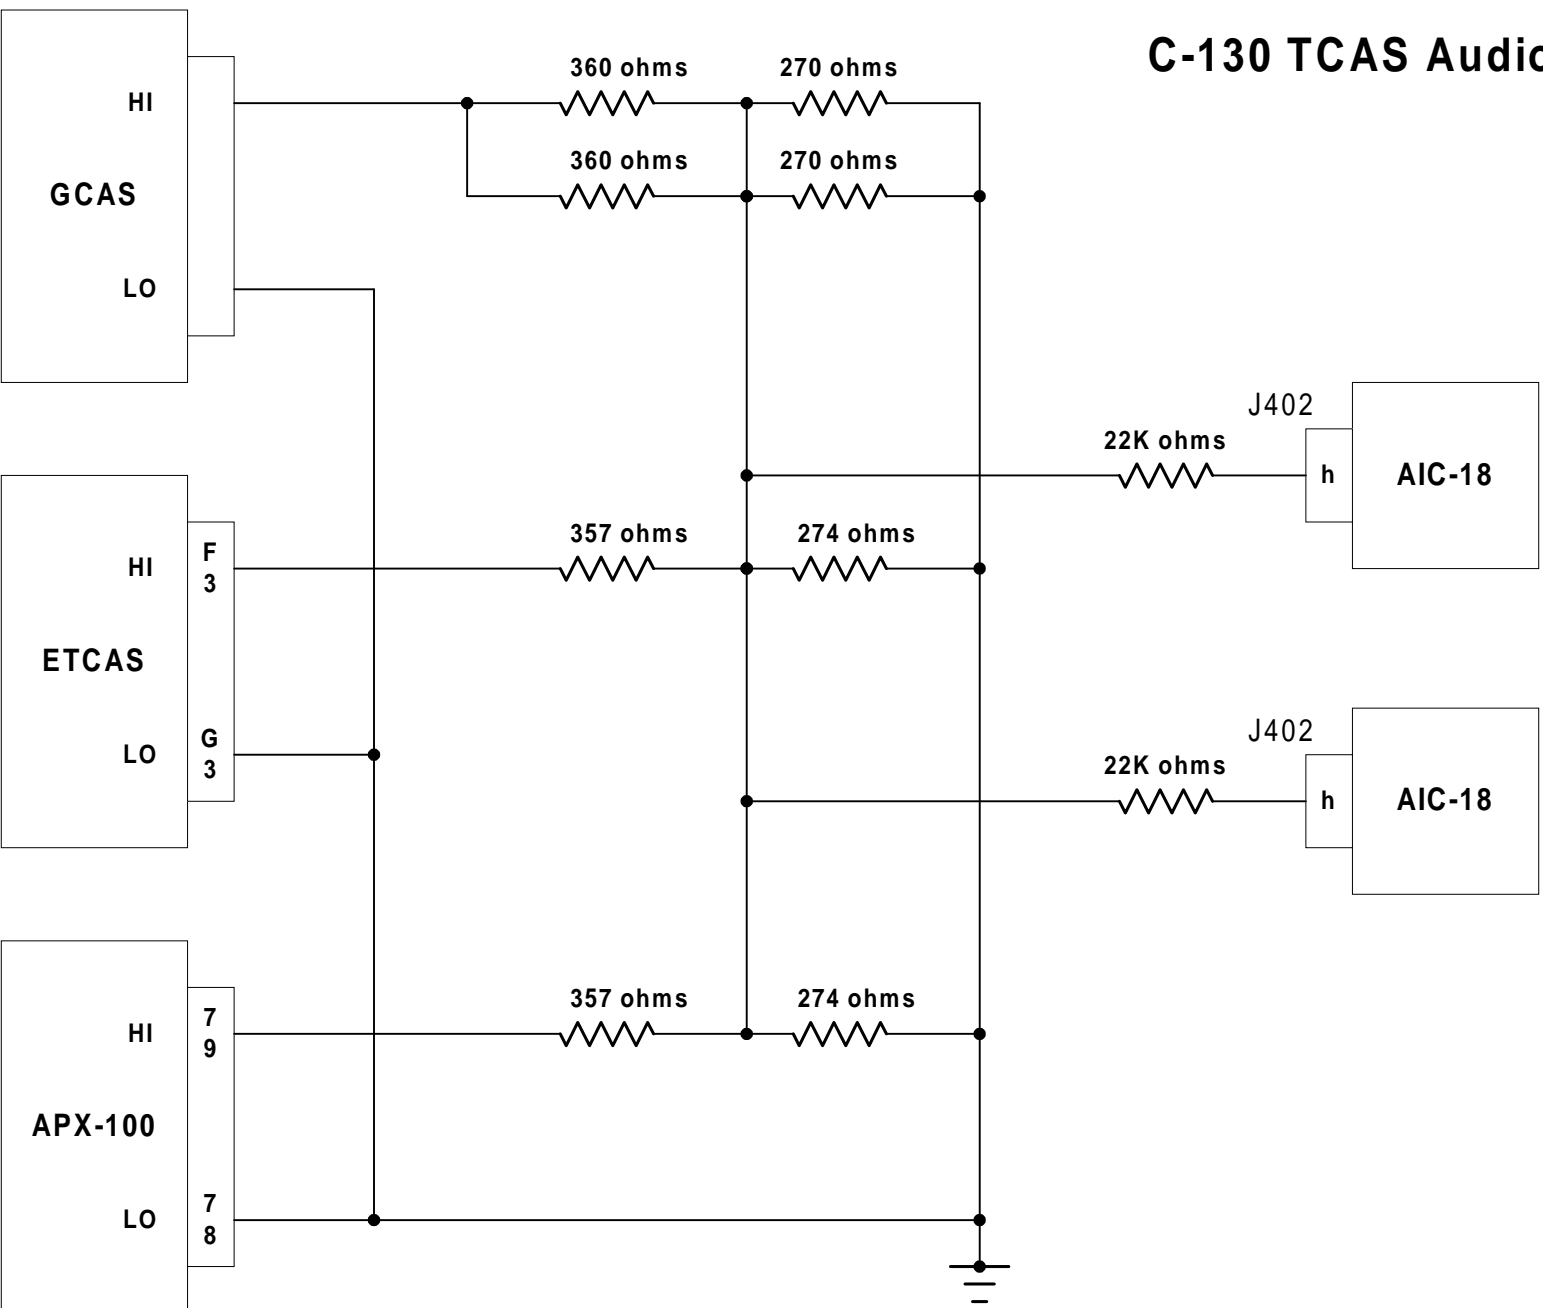 C-130 TCAS Audio
360 ohms
270 ohms
HI
360 ohms
270 ohms
GCAS
LO
J402
22K ohms
h
AIC-18
357 ohms
274 ohms
HI
F
3
ETCAS
LO
G
3
J402
22K ohms
h
AIC-18
357 ohms
274 ohms
HI
7
9
APX-100
LO
7
8